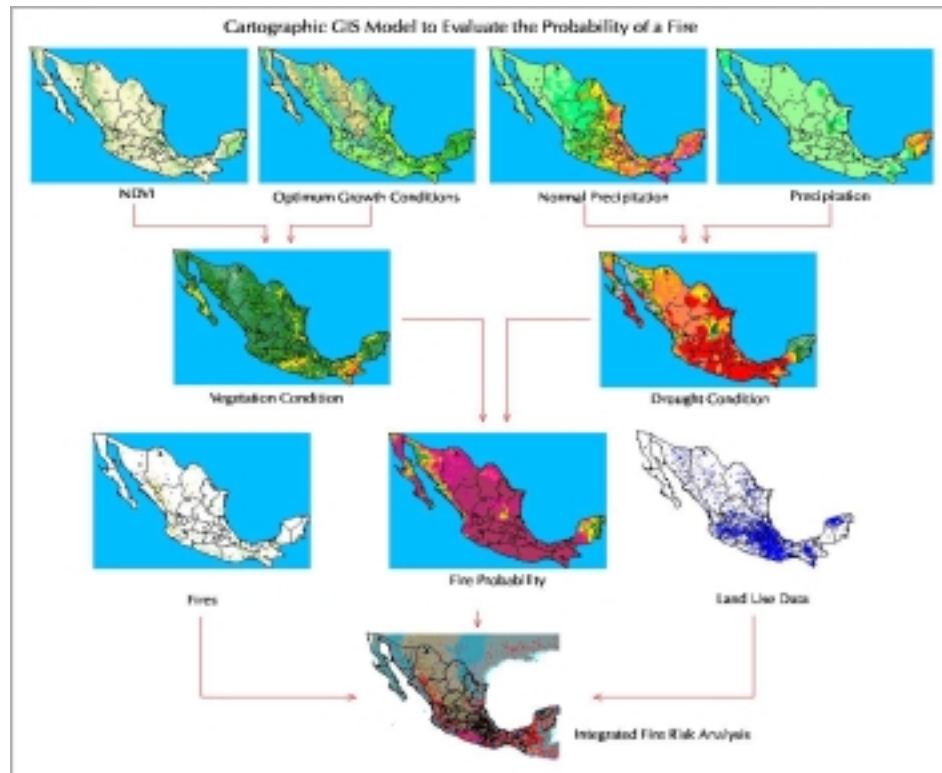 Cartographic GIS Model to Evaluate the Probability of a Fire
NDVI
Optimum Growth Conditions
Normal Precipitation
Precipitation
Vegetation Condition
Drought Condition
Fires
Fire Probability
Land Use Data
Integrated Fire Risk Analysis